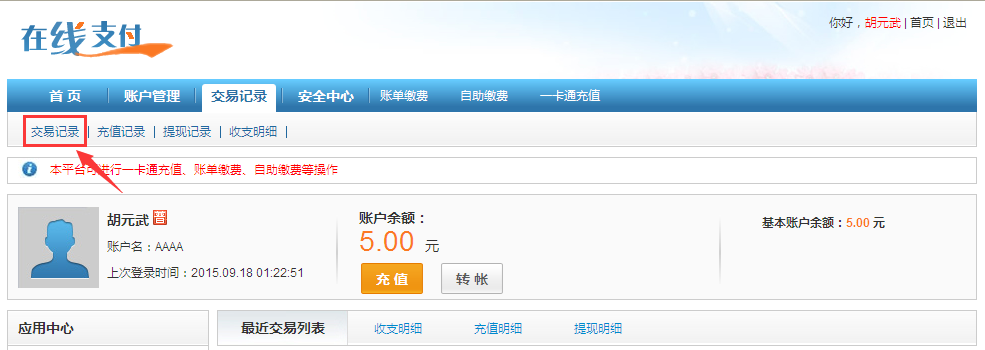 在线支付
你好，胡元武 | 首页 | 退出
首 页 账户管理 交易记录 安全中心 账单缴费 自助缴费 一卡通充值
交易记录 | 充值记录 | 提现记录 | 收支明细 |
本平台可进行一卡通充值、账单缴费、自助缴费等操作
胡元武 普
账户名：AAAA
上次登录时间：2015.09.18 01:22:51
账户余额：
5.00 元
充 值 转 帐
基本账户余额：5.00 元
应用中心
最近交易列表 收支明细 充值明细 提现明细